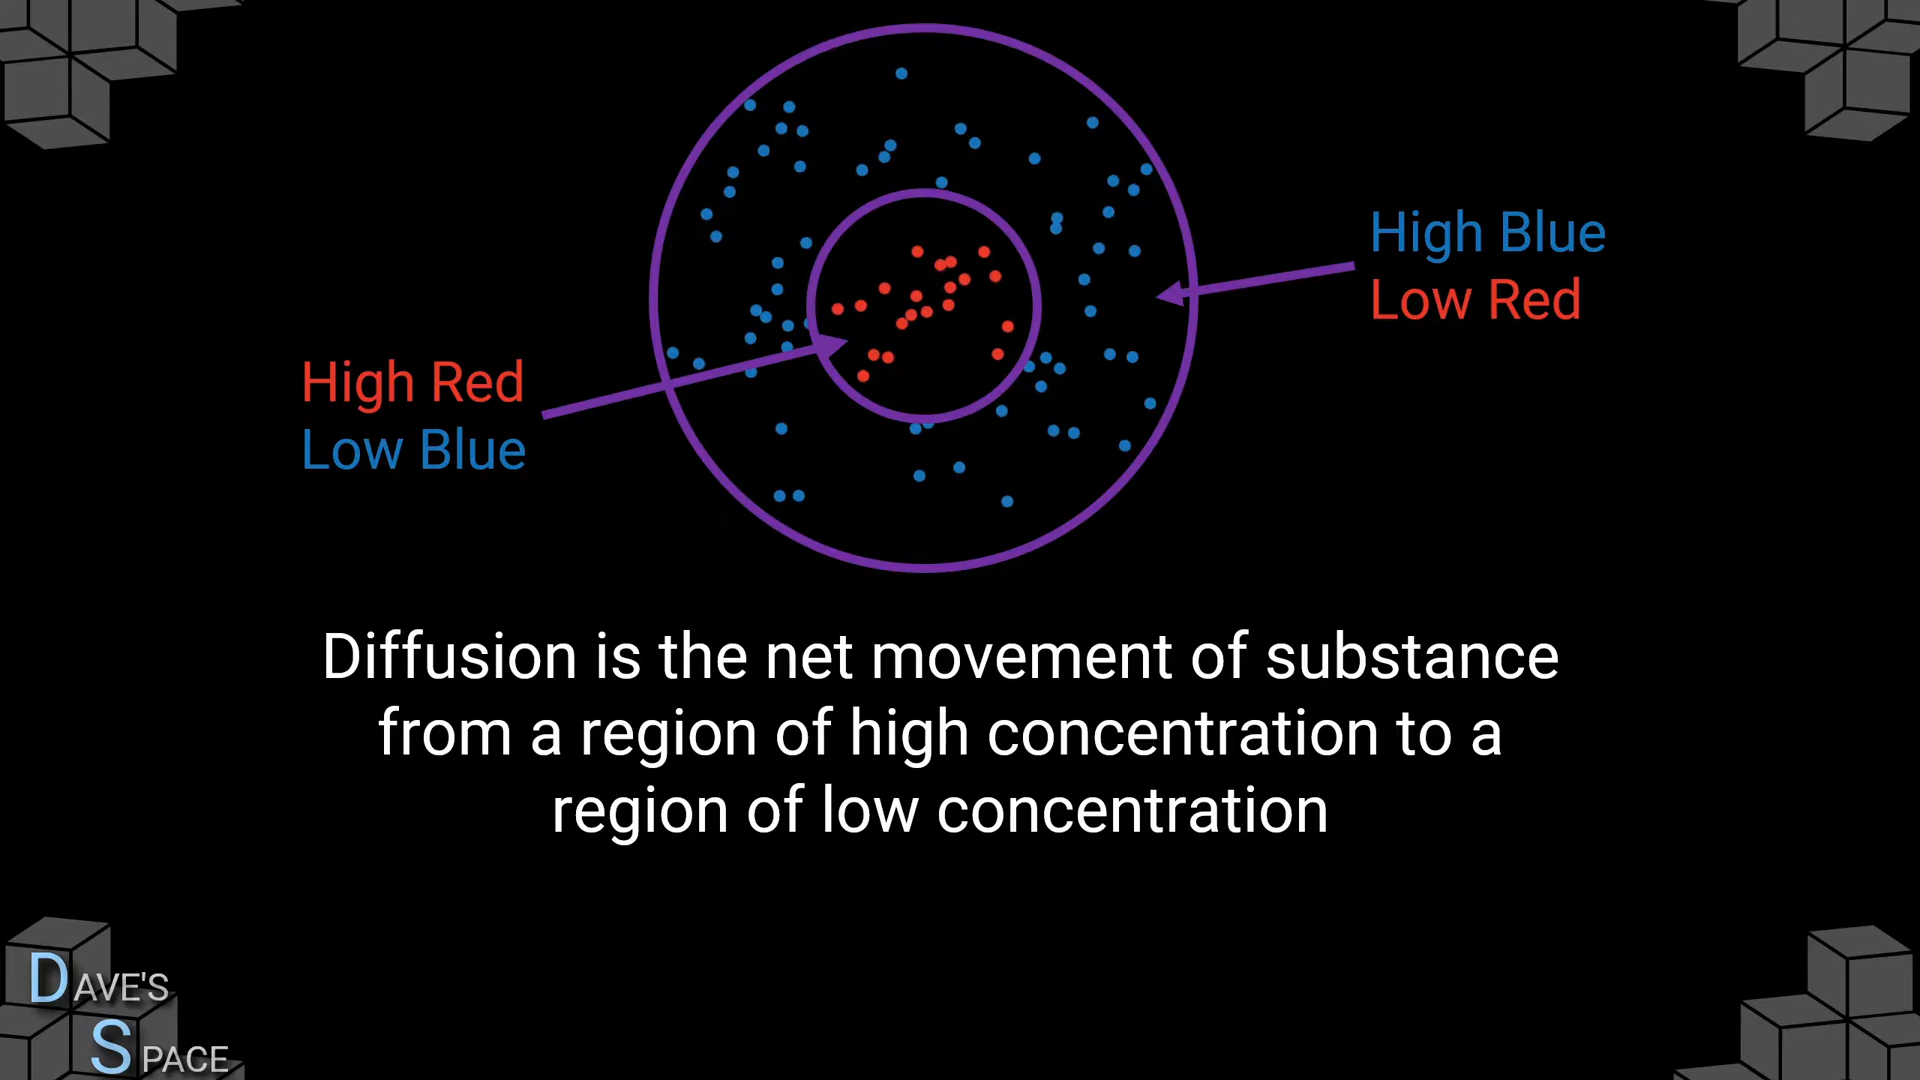 High Blue
Low Red
High Red
Low Blue
Diffusion is the net movement of substance
from a region of high concentration to a
region of low concentration
DAVE'S
SPACE